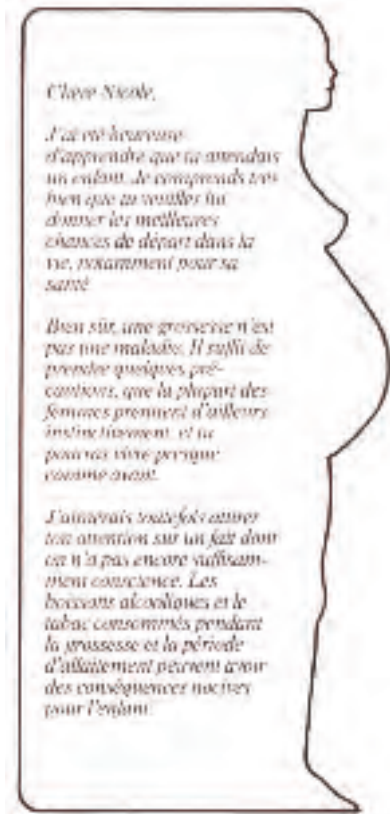 Chère Nicole,
J'ai été heureuse
d'apprendre que tu attendais
un enfant. Je comprends très
bien que tu veuilles lui
donner les meilleures
chances de départ dans la
vie, notamment pour sa
santé.
Bien sûr, une grossesse n'est
pas une maladie. Il suffit de
prendre quelques pré-
cautions, que la plupart des
femmes prennent d'ailleurs
instinctivement, et tu
pourras vivre presque
comme avant.
J'aimerais toutefois attirer
ton attention sur un fait dont
on n'a pas encore suffisam-
ment conscience. Les
boissons alcooliques et le
tabac consommés pendant
la grossesse et la période
d'allaitement peuvent avoir
des conséquences nocives
pour l'enfant.